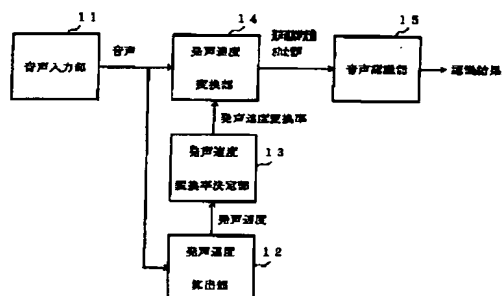 11
音声入力部
音声
14
発声速度
変換部
15
音声認識部
認識結果
発声速度変換率
発声速度
変換率決定部
13
発声速度
発声速度
算出部
12